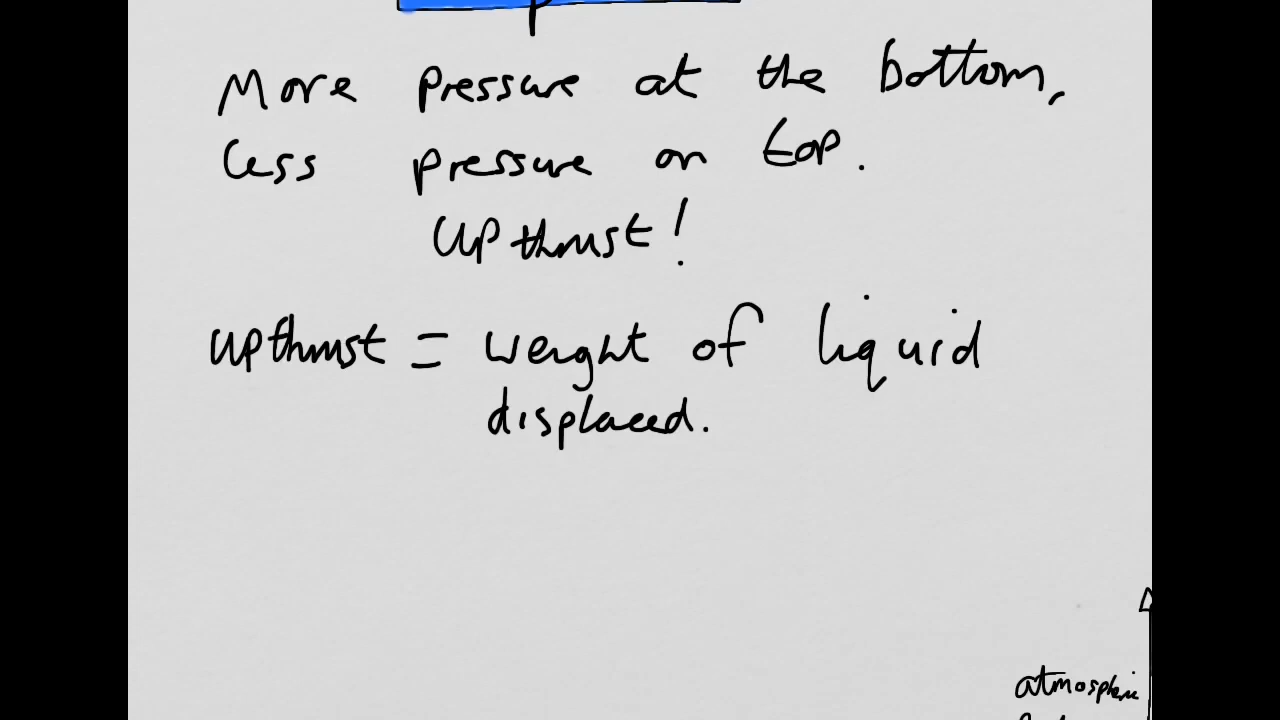 More pressure at the bottom,
less pressure on top.
Upthrust!
upthrust = weight of liquid
displaced.
atmospheric